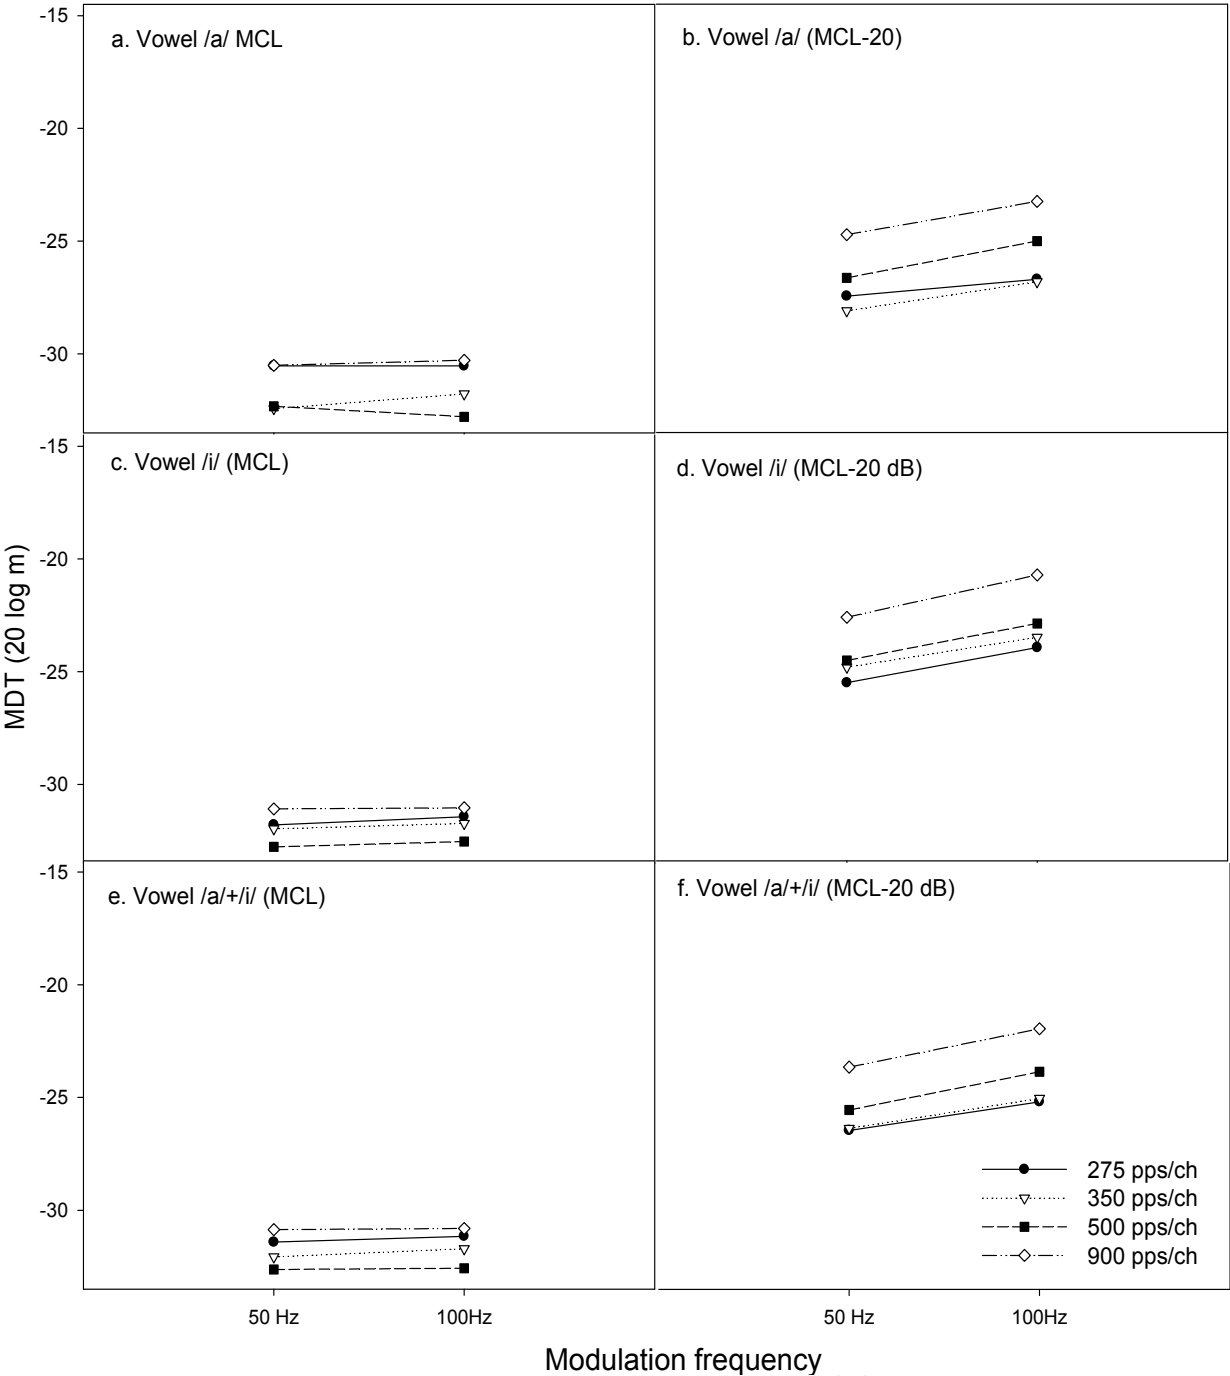 -15
a. Vowel /a/ MCL
b. Vowel /a/ (MCL-20)
-20
-25
-30
-15
c. Vowel /i/ (MCL)
d. Vowel /i/ (MCL-20 dB)
-20
-25
-30
MDT (20 log m)
-15
e. Vowel /a/+/i/ (MCL)
f. Vowel /a/+/i/ (MCL-20 dB)
-20
-25
-30
275 pps/ch
350 pps/ch
500 pps/ch
900 pps/ch
50 Hz
100Hz
50 Hz
100Hz
Modulation frequency